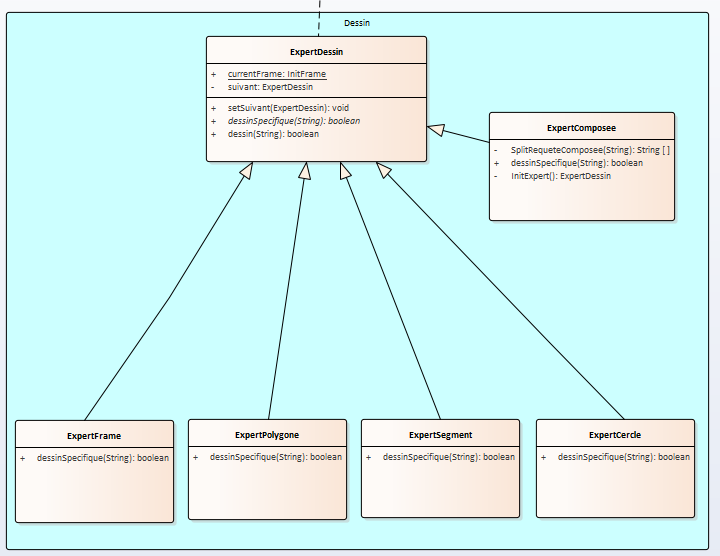 Dessin
ExpertDessin
+ currentFrame: InitFrame
- suivant: ExpertDessin
+ setSuivant(ExpertDessin): void
+ dessinSpecifique(String): boolean
+ dessin(String): boolean
ExpertComposee
- SplitRequeteComposee(String): String [ ]
+ dessinSpecifique(String): boolean
- InitExpert(): ExpertDessin
ExpertFrame
+ dessinSpecifique(String): boolean
ExpertPolygone
+ dessinSpecifique(String): boolean
ExpertSegment
+ dessinSpecifique(String): boolean
ExpertCercle
+ dessinSpecifique(String): boolean